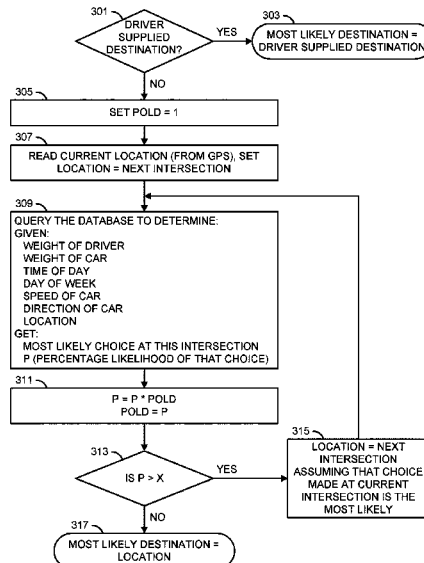 301
DRIVER
SUPPLIED
DESTINATION?
YES
303
MOST LIKELY DESTINATION =
DRIVER SUPPLIED DESTINATION
NO
305
SET POLD = 1
307
READ CURRENT LOCATION (FROM GPS), SET
LOCATION = NEXT INTERSECTION
309
QUERY THE DATABASE TO DETERMINE:
GIVEN:
WEIGHT OF DRIVER
WEIGHT OF CAR
TIME OF DAY
DAY OF WEEK
SPEED OF CAR
DIRECTION OF CAR
LOCATION
GET:
MOST LIKELY CHOICE AT THIS INTERSECTION
P (PERCENTAGE LIKELIHOOD OF THAT CHOICE)
311
P = P * POLD
POLD = P
313
IS P > X
YES
315
LOCATION = NEXT
INTERSECTION
ASSUMING THAT CHOICE
MADE AT CURRENT
INTERSECTION IS THE
MOST LIKELY
NO
317
MOST LIKELY DESTINATION =
LOCATION